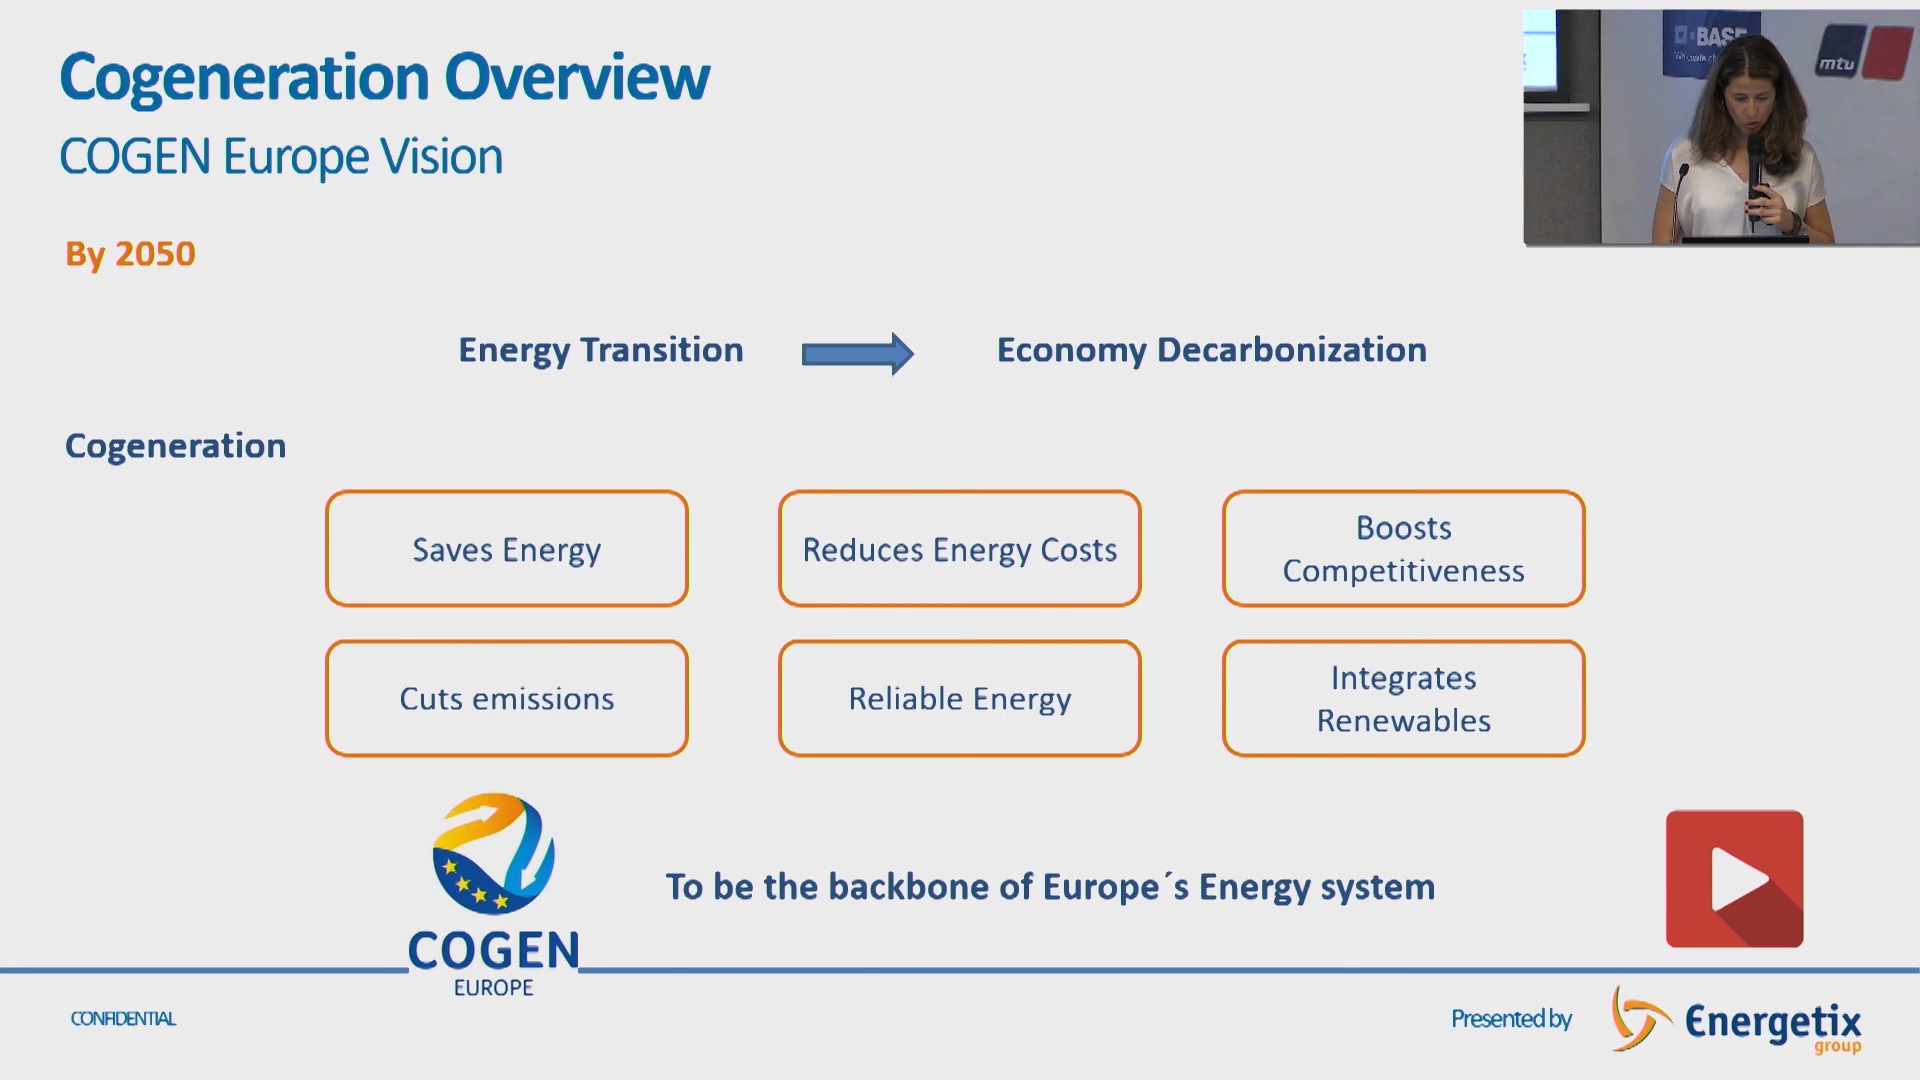 Cogeneration Overview
COGEN Europe Vision
BASF
mtu
By 2050
Energy Transition
Economy Decarbonization
Cogeneration
Saves Energy
Reduces Energy Costs
Boosts
Competitiveness
Cuts emissions
Reliable Energy
Integrates
Renewables
To be the backbone of Europe´s Energy system
COGEN
EUROPE
CONFIDENTIAL
Presented by
Energetix
group